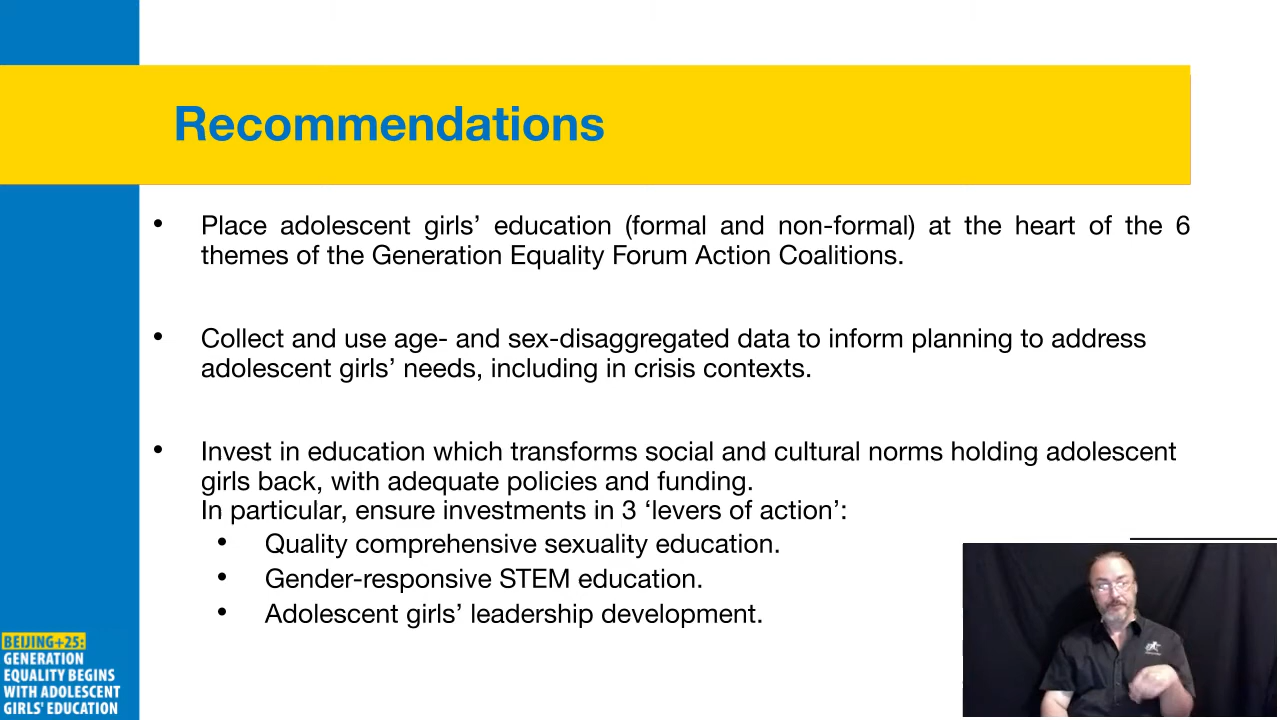 Recommendations
• Place adolescent girls’ education (formal and non-formal) at the heart of the 6
themes of the Generation Equality Forum Action Coalitions.
• Collect and use age- and sex-disaggregated data to inform planning to address
adolescent girls’ needs, including in crisis contexts.
• Invest in education which transforms social and cultural norms holding adolescent
girls back, with adequate policies and funding.
In particular, ensure investments in 3 ‘levers of action’:
• Quality comprehensive sexuality education.
• Gender-responsive STEM education.
• Adolescent girls’ leadership development.
BEIJING+25:
GENERATION
EQUALITY BEGINS
WITH ADOLESCENT
GIRLS' EDUCATION